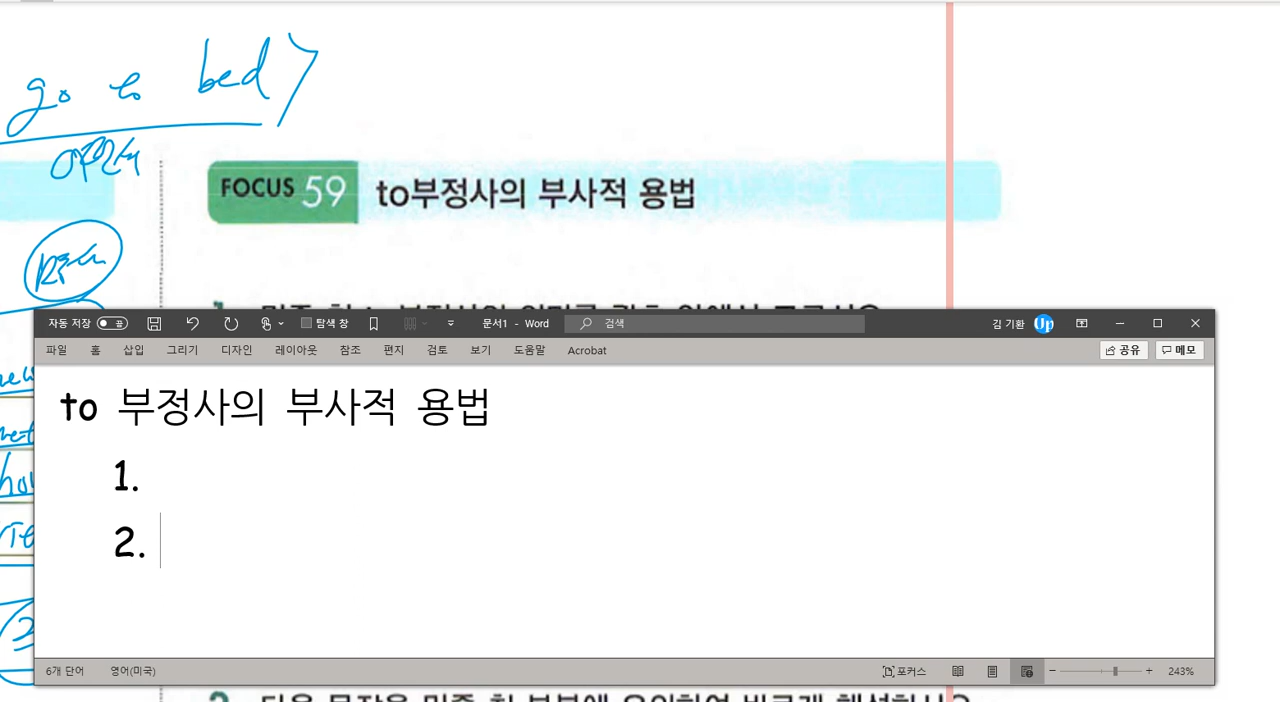 go to bed
FOCUS 59 to부정사의 부사적 용법
자동 저장 끔 탐색 창 문서1 - Word 검색 김 기환 Up
파일 홈 삽입 그리기 디자인 레이아웃 참조 편지 검토 보기 도움말 Acrobat 공유 메모
to 부정사의 부사적 용법
1.
2.
6개 단어 영어(미국) 포커스 243%